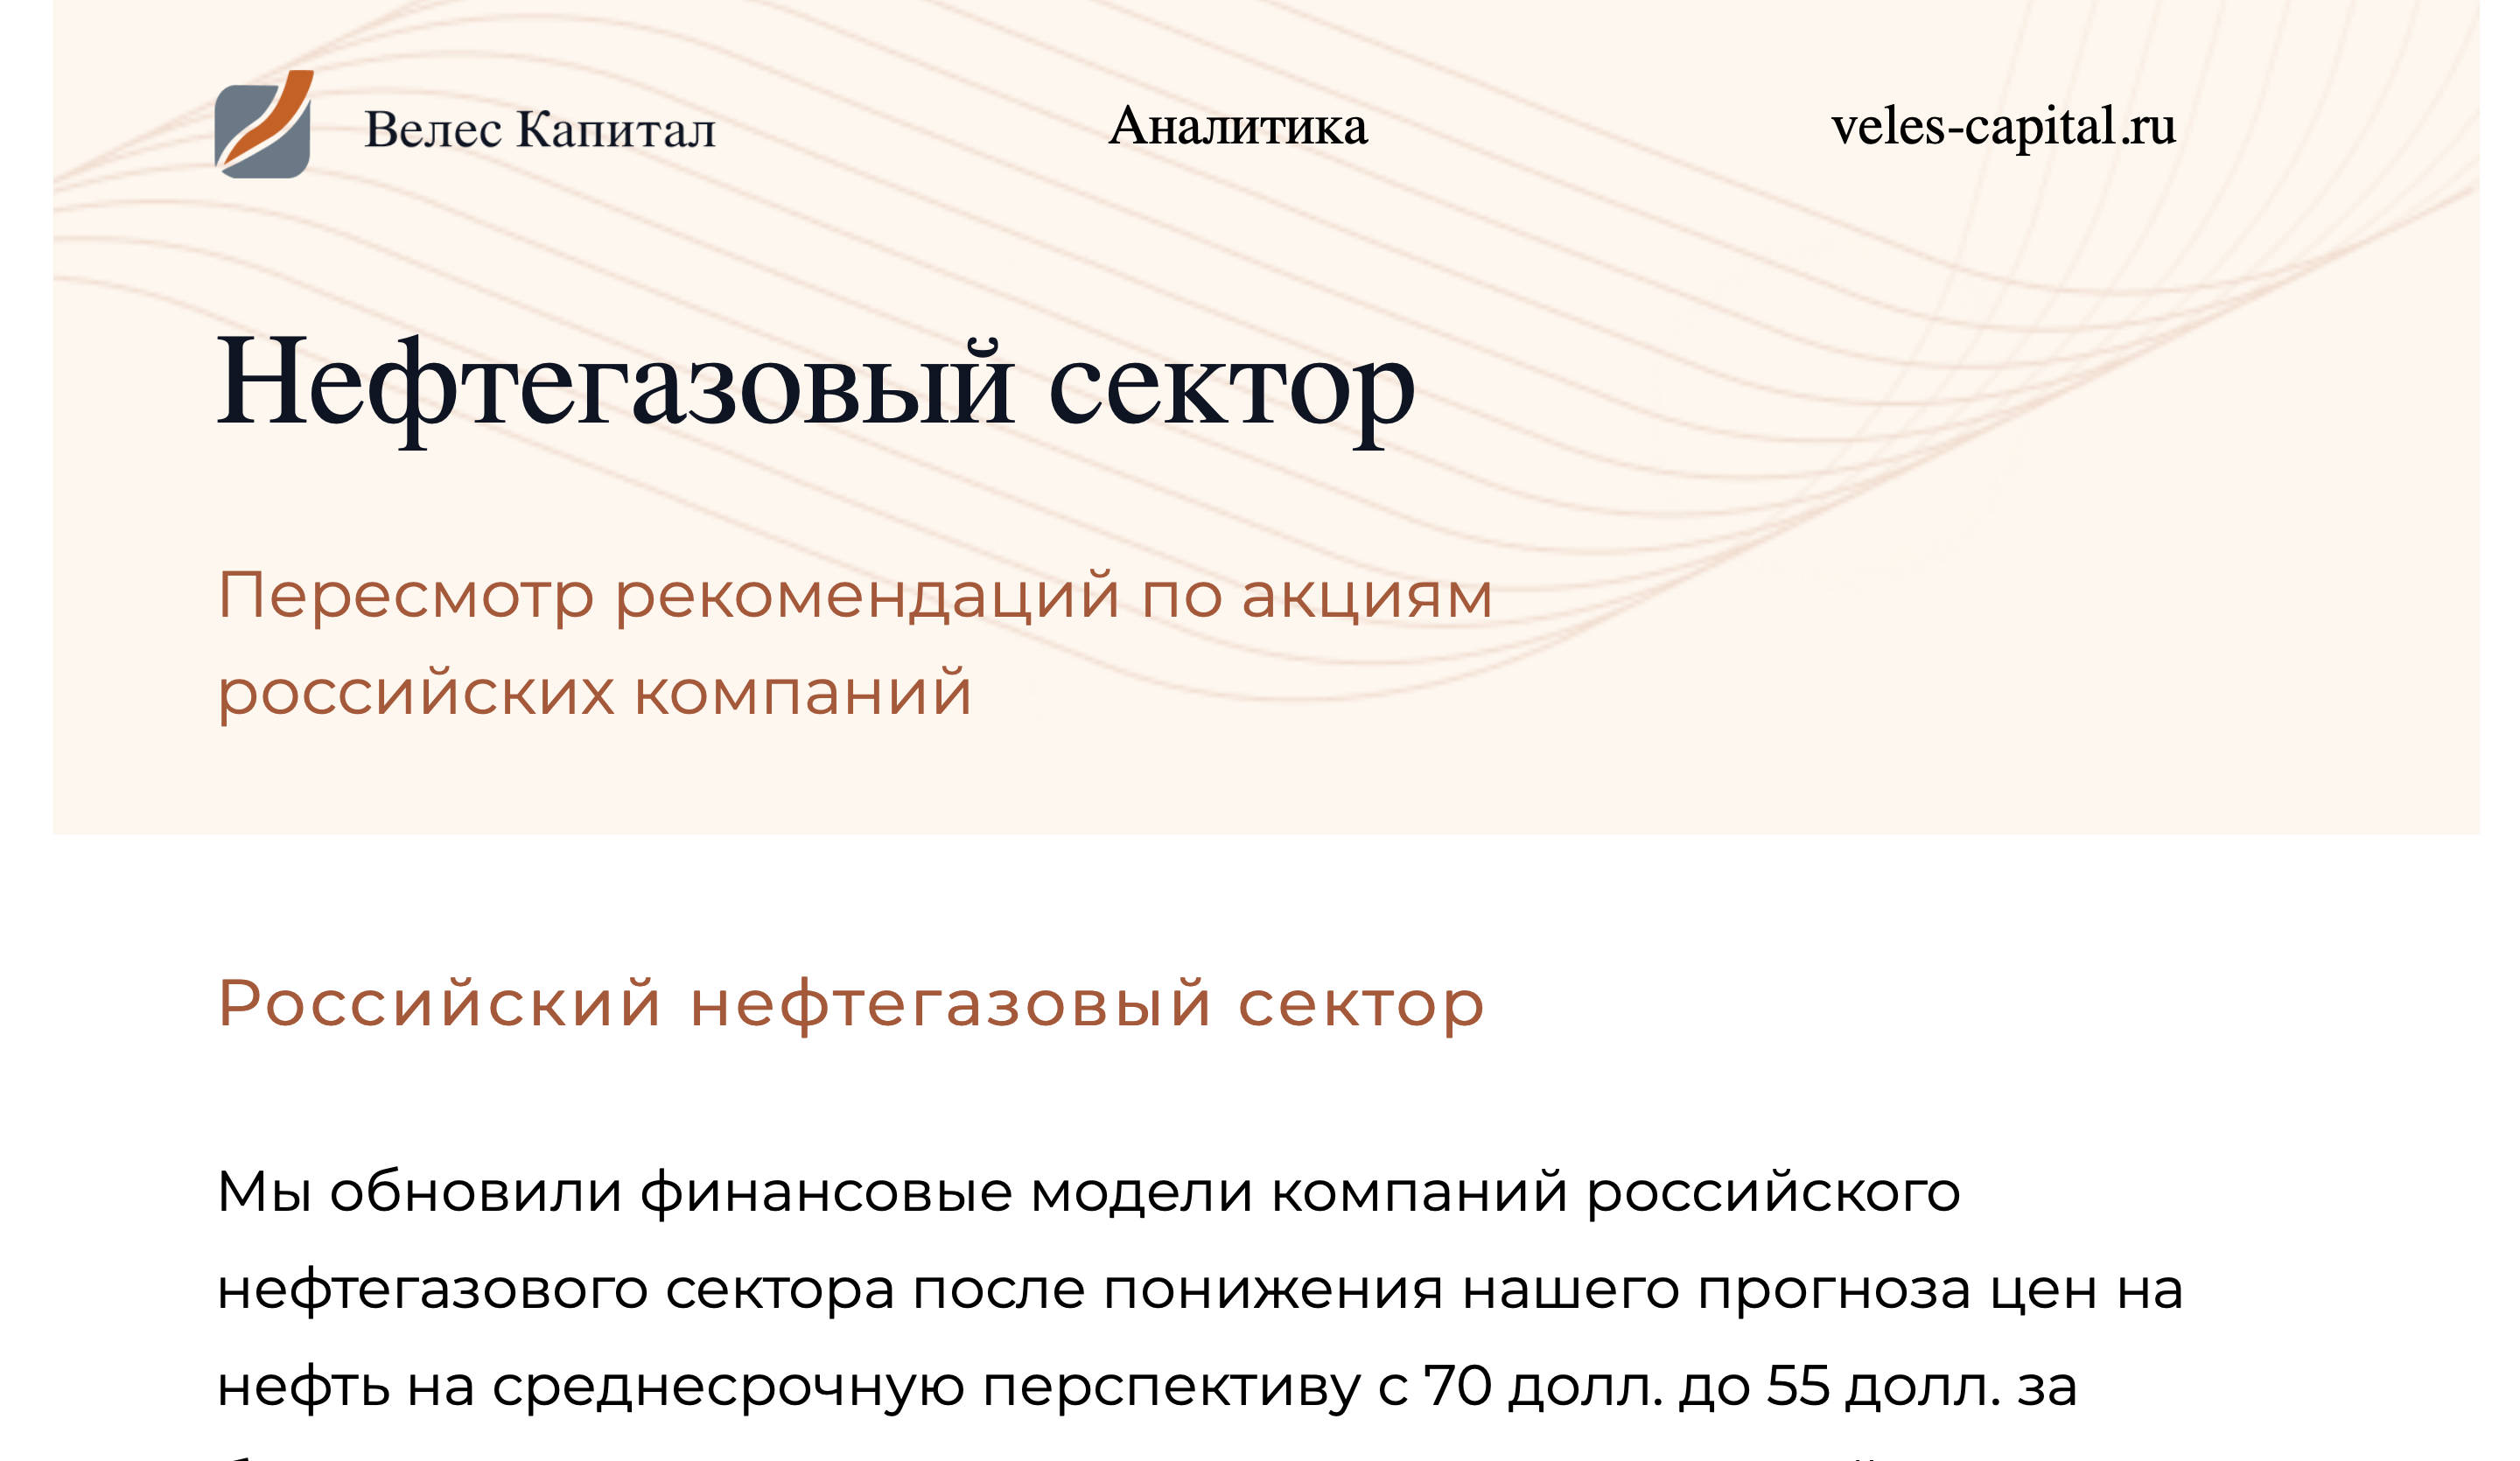 Велес Капитал
Аналитика
veles-capital.ru
Нефтегазовый сектор
Пересмотр рекомендаций по акциям
российских компаний
Российский нефтегазовый сектор
Мы обновили финансовые модели компаний российского
нефтегазового сектора после понижения нашего прогноза цен на
нефть на среднесрочную перспективу с 70 долл. до 55 долл. за